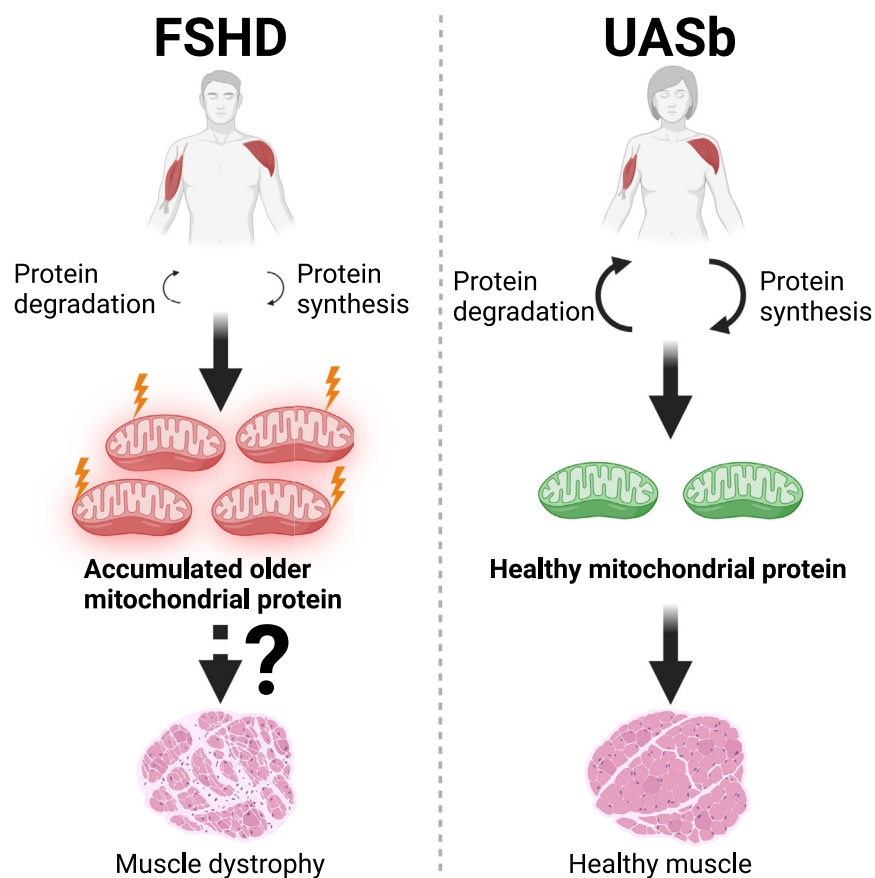 FSHD
Protein
degradation
Protein
synthesis
Accumulated older
mitochondrial protein
?
Muscle dystrophy
UASb
Protein
degradation
Protein
synthesis
Healthy mitochondrial protein
Healthy muscle